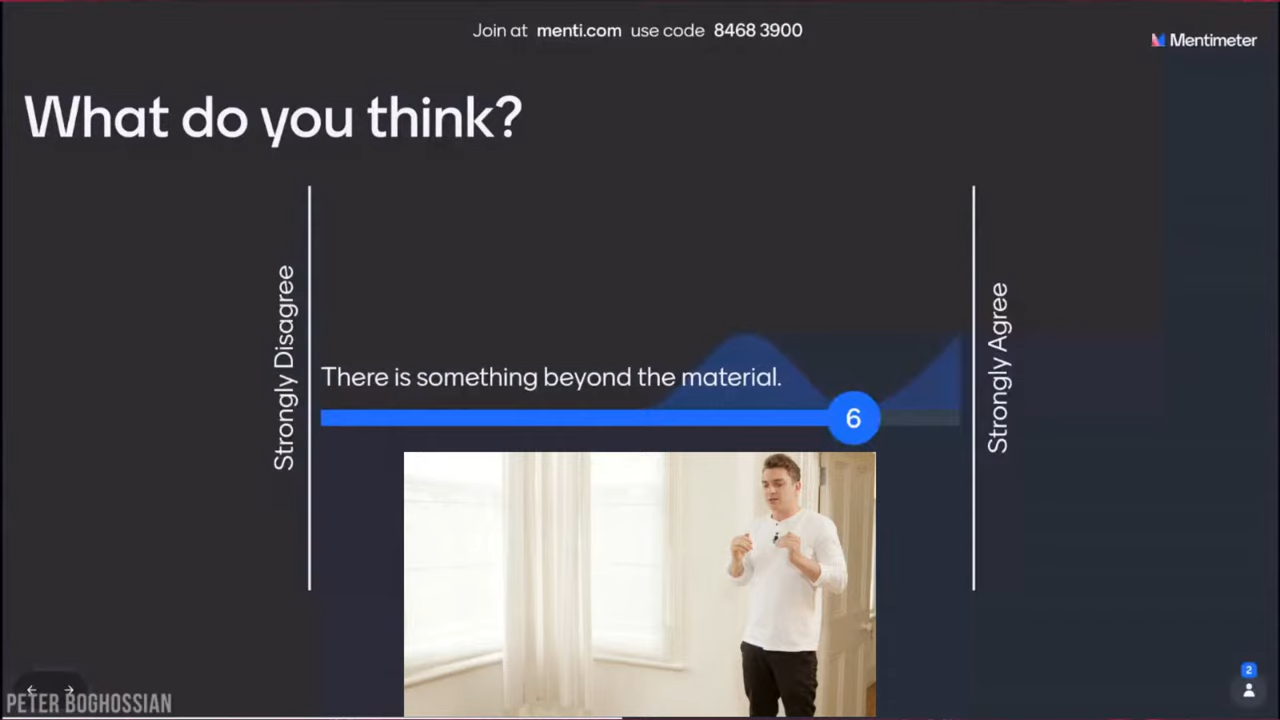 Join at menti.com use code 8468 3900
Mentimeter
What do you think?
Strongly Disagree
There is something beyond the material.
6
Strongly Agree
2
PETER BOGHOSSIAN